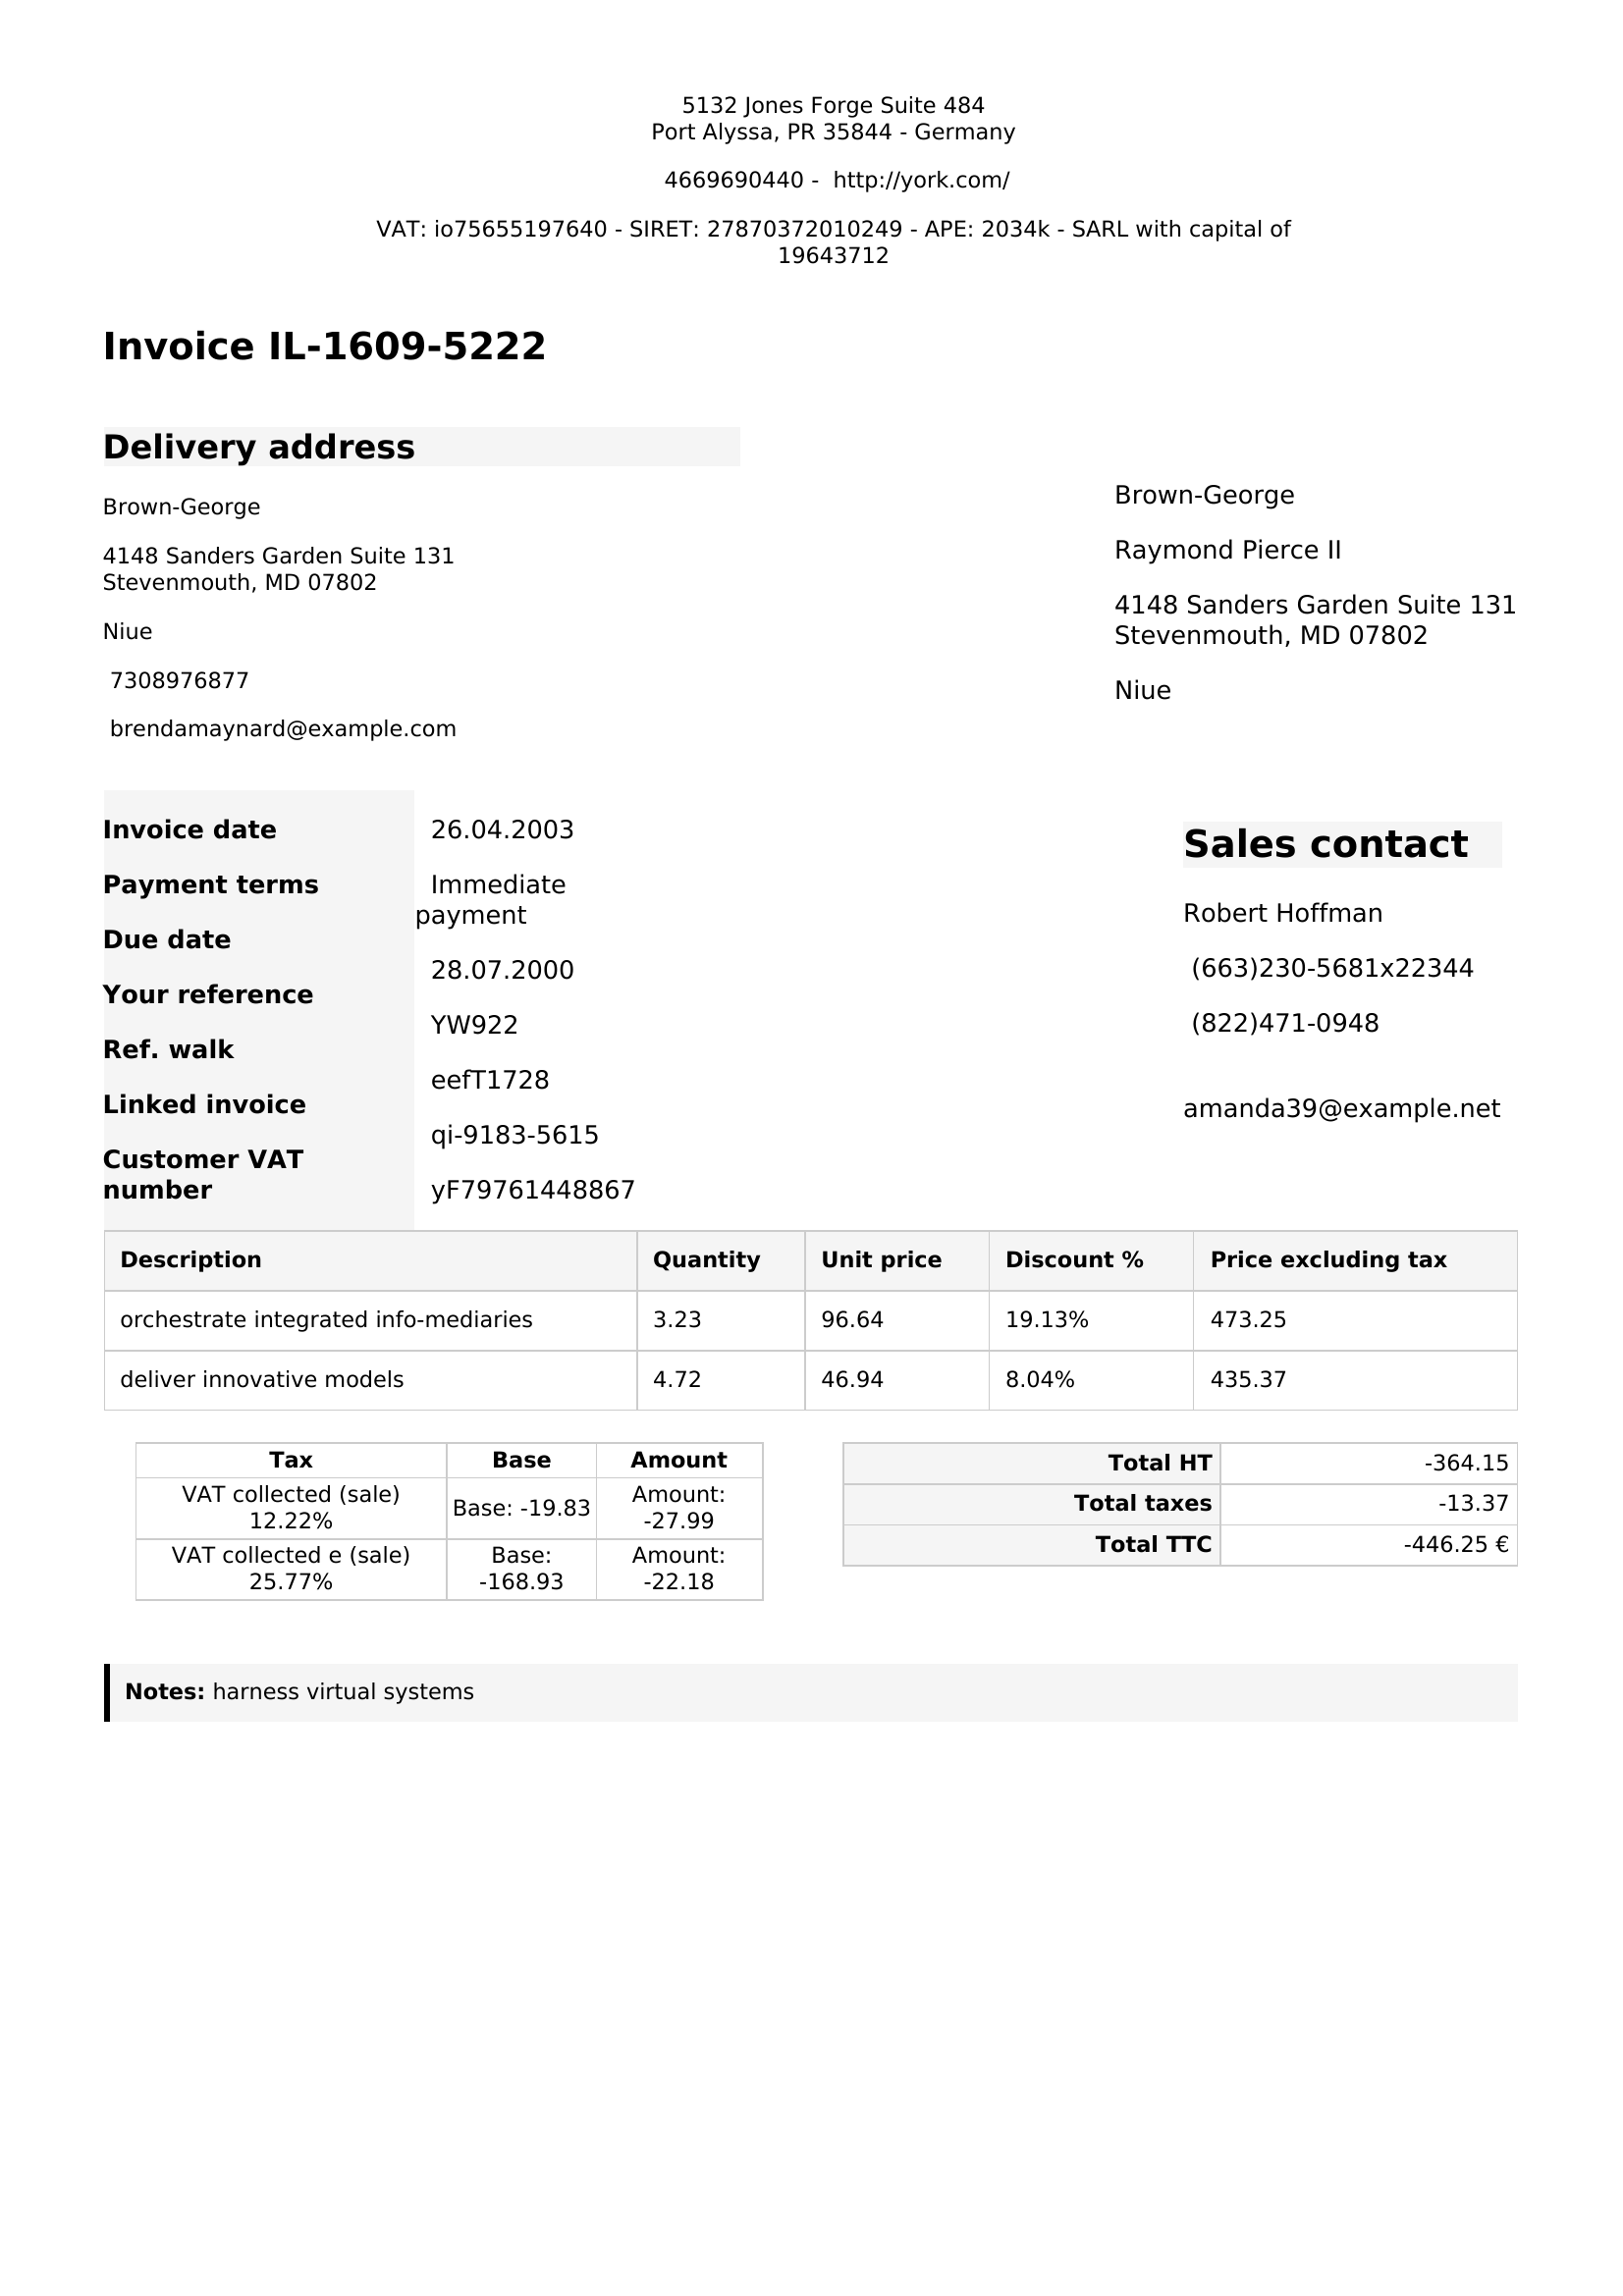 5132 Jones Forge Suite 484
Port Alyssa, PR 35844 - Germany
4669690440 - http://york.com/
VAT: io75655197640 - SIRET: 27870372010249 - APE: 2034k - SARL with capital of
19643712
Invoice IL-1609-5222
Delivery address
Brown-George
4148 Sanders Garden Suite 131
Stevenmouth, MD 07802
Niue
7308976877
brendamaynard@example.com
Brown-George
Raymond Pierce II
4148 Sanders Garden Suite 131
Stevenmouth, MD 07802
Niue
Invoice date
Payment terms
Due date
Your reference
Ref. walk
Linked invoice
Customer VAT
number
26.04.2003
Immediate
payment
28.07.2000
YW922
eefT1728
qi-9183-5615
yF79761448867
Sales contact
Robert Hoffman
(663)230-5681x22344
(822)471-0948
amanda39@example.net
Description Quantity Unit price Discount % Price excluding tax
orchestrate integrated info-mediaries 3.23 96.64 19.13% 473.25
deliver innovative models 4.72 46.94 8.04% 435.37
Tax Base Amount
VAT collected (sale)
12.22%
Base: -19.83
Amount:
-27.99
VAT collected e (sale)
25.77%
Base:
-168.93
Amount:
-22.18
Total HT -364.15
Total taxes -13.37
Total TTC -446.25 €
Notes: harness virtual systems